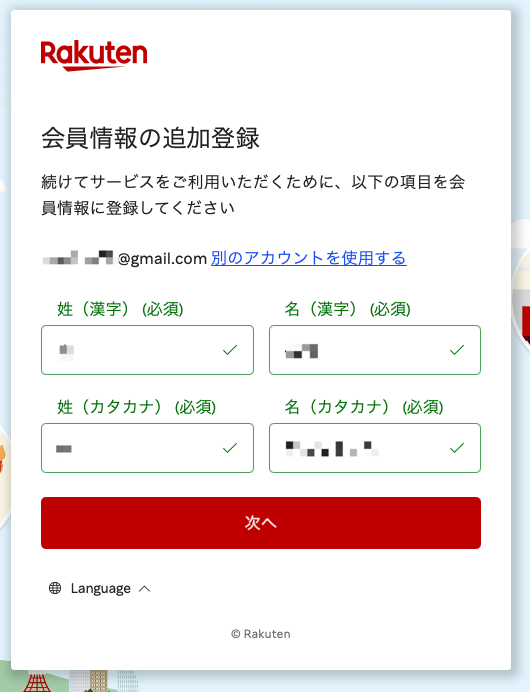 Rakuten
会員情報の追加登録
続けてサービスをご利用いただくために、以下の項目を会
員情報に登録してください
@gmail.com 別のアカウントを使用する
姓（漢字） (必須) 名（漢字） (必須)
姓（カタカナ） (必須) 名（カタカナ） (必須)
次へ
Language
© Rakuten